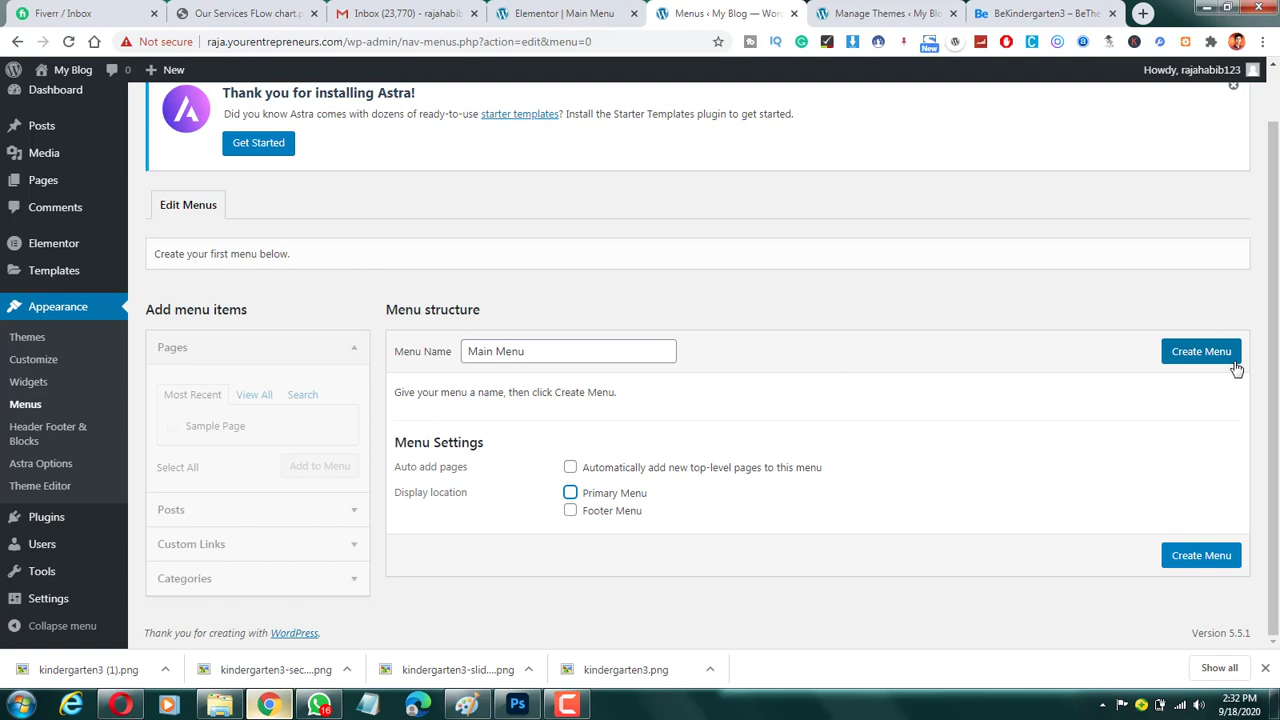 Fiverr / Inbox
Our Services FLowchart.p
Inbox (23,770) - rajahabib
Elementor | Main Menu
Menus ‹ My Blog — Wor
Manage Themes ‹ My Bl
BeKindergarten3 – BeThe
Not secure
raja.yourentrepreneurs.com/wp-admin/nav-menus.php?action=edit&menu=0
New
My Blog
0
New
Howdy, rajahabib123
Dashboard
Posts
Media
Pages
Comments
Elementor
Templates
Appearance
Themes
Customize
Widgets
Menus
Header Footer &
Blocks
Astra Options
Theme Editor
Plugins
Users
Tools
Settings
Collapse menu
Thank you for installing Astra!
Did you know Astra comes with dozens of ready-to-use starter templates? Install the Starter Templates plugin to get started.
Get Started
Edit Menus
Create your first menu below.
Add menu items
Pages
Most Recent
View All
Search
Sample Page
Select All
Add to Menu
Posts
Custom Links
Categories
Menu structure
Menu Name
Main Menu
Create Menu
Give your menu a name, then click Create Menu.
Menu Settings
Auto add pages
Automatically add new top-level pages to this menu
Display location
Primary Menu
Footer Menu
Create Menu
Thank you for creating with WordPress.
Version 5.5.1
kindergarten3 (1).png
kindergarten3-sec....png
kindergarten3-slid....png
kindergarten3.png
Show all
16
Ps
2:32 PM
9/18/2020